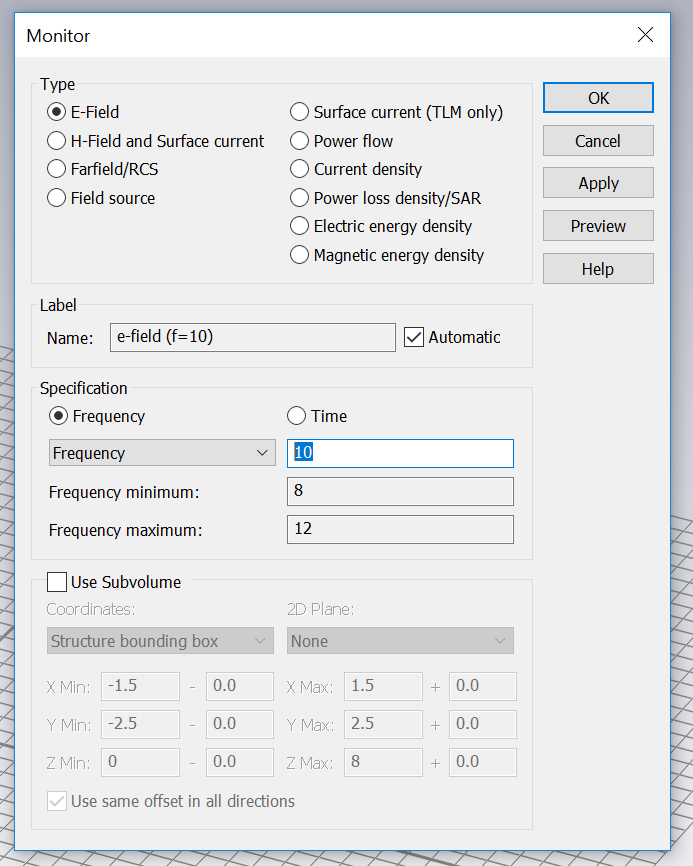 Monitor
Type
E-Field
Surface current (TLM only)
OK
H-Field and Surface current
Power flow
Cancel
Farfield/RCS
Current density
Apply
Field source
Power loss density/SAR
Electric energy density
Preview
Magnetic energy density
Help
Label
Name: e-field (f=10) Automatic
Specification
Frequency Time
Frequency 10
Frequency minimum: 8
Frequency maximum: 12
Use Subvolume
Coordinates: 2D Plane:
Structure bounding box None
X Min: -1.5 - 0.0 X Max: 1.5 + 0.0
Y Min: -2.5 - 0.0 Y Max: 2.5 + 0.0
Z Min: 0 - 0.0 Z Max: 8 + 0.0
Use same offset in all directions